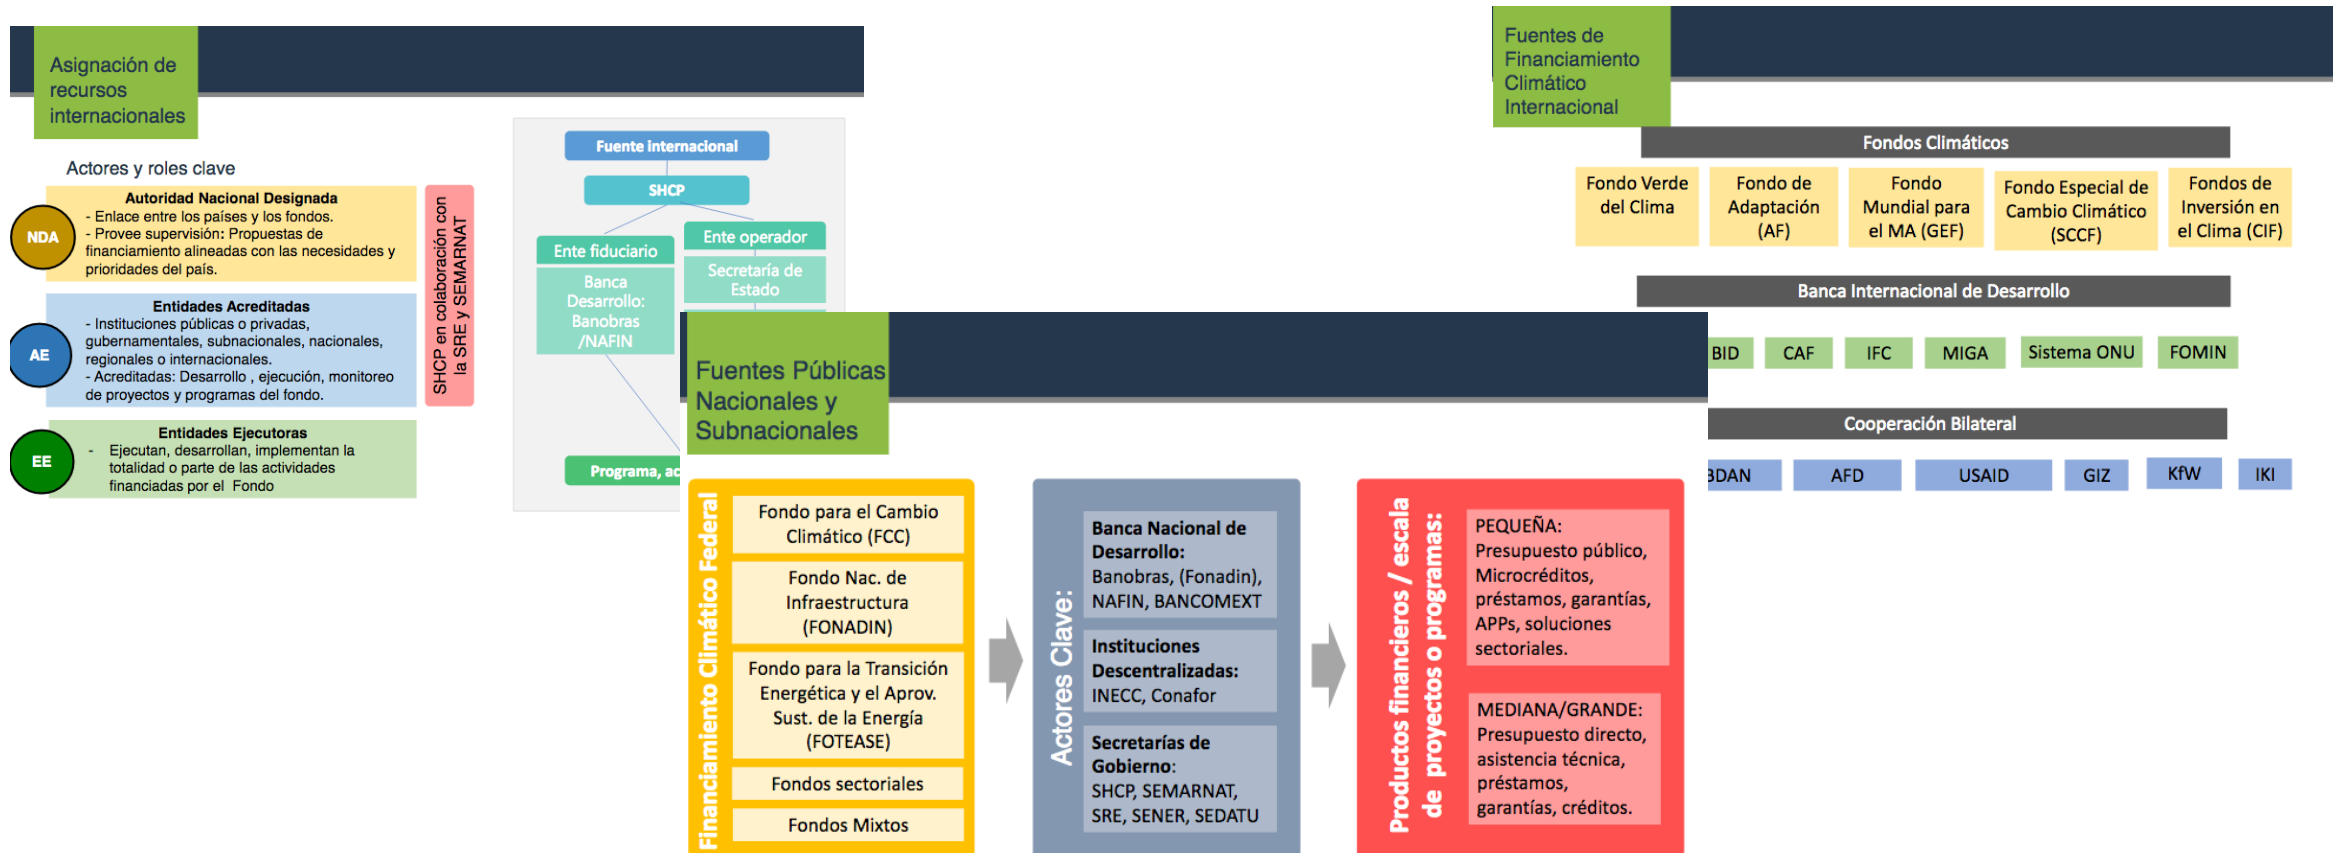 Asignación de
recursos
internacionales
Actores y roles clave
NDA
Autoridad Nacional Designada
- Enlace entre los países y los fondos.
- Provee supervisión: Propuestas de
financiamiento alineadas con las necesidades y
prioridades del país.
AE
Entidades Acreditadas
- Instituciones públicas o privadas,
gubernamentales, subnacionales, nacionales,
regionales o internacionales.
- Acreditadas: Desarrollo , ejecución, monitoreo
de proyectos y programas del fondo.
EE
Entidades Ejecutoras
- Ejecutan, desarrollan, implementan la
totalidad o parte de las actividades
financiadas por el Fondo
SHCP en colaboración con
la SRE y SEMARNAT
Fuente internacional
SHCP
Ente fiduciario
Banca
Desarrollo:
Banobras
/NAFIN
Ente operador
Secretaría de
Estado
Programa,
Fuentes Públicas
Nacionales y
Subnacionales
Financiamiento Climático Federal
Fondo para el Cambio
Climático (FCC)
Fondo Nac. de
Infraestructura
(FONADIN)
Fondo para la Transición
Energética y el Aprov.
Sust. de la Energía
(FOTEASE)
Fondos sectoriales
Fondos Mixtos
Actores Clave:
Banca Nacional de
Desarrollo:
Banobras, (Fonadin),
NAFIN, BANCOMEXT
Instituciones
Descentralizadas:
INECC, Conafor
Secretarías de
Gobierno:
SHCP, SEMARNAT,
SRE, SENER, SEDATU
Productos financieros / escala
de proyectos o programas:
PEQUEÑA:
Presupuesto público,
Microcréditos,
préstamos, garantías,
APPs, soluciones
sectoriales.
MEDIANA/GRANDE:
Presupuesto directo,
asistencia técnica,
préstamos,
garantías, créditos.
Fuentes de
Financiamiento
Climático
Internacional
Fondos Climáticos
Fondo Verde
del Clima
Fondo de
Adaptación
(AF)
Fondo
Mundial para
el MA (GEF)
Fondo Especial de
Cambio Climático
(SCCF)
Fondos de
Inversión en
el Clima (CIF)
Banca Internacional de Desarrollo
BID
CAF
IFC
MIGA
Sistema ONU
FOMIN
Cooperación Bilateral
BDAN
AFD
USAID
GIZ
KfW
IKI